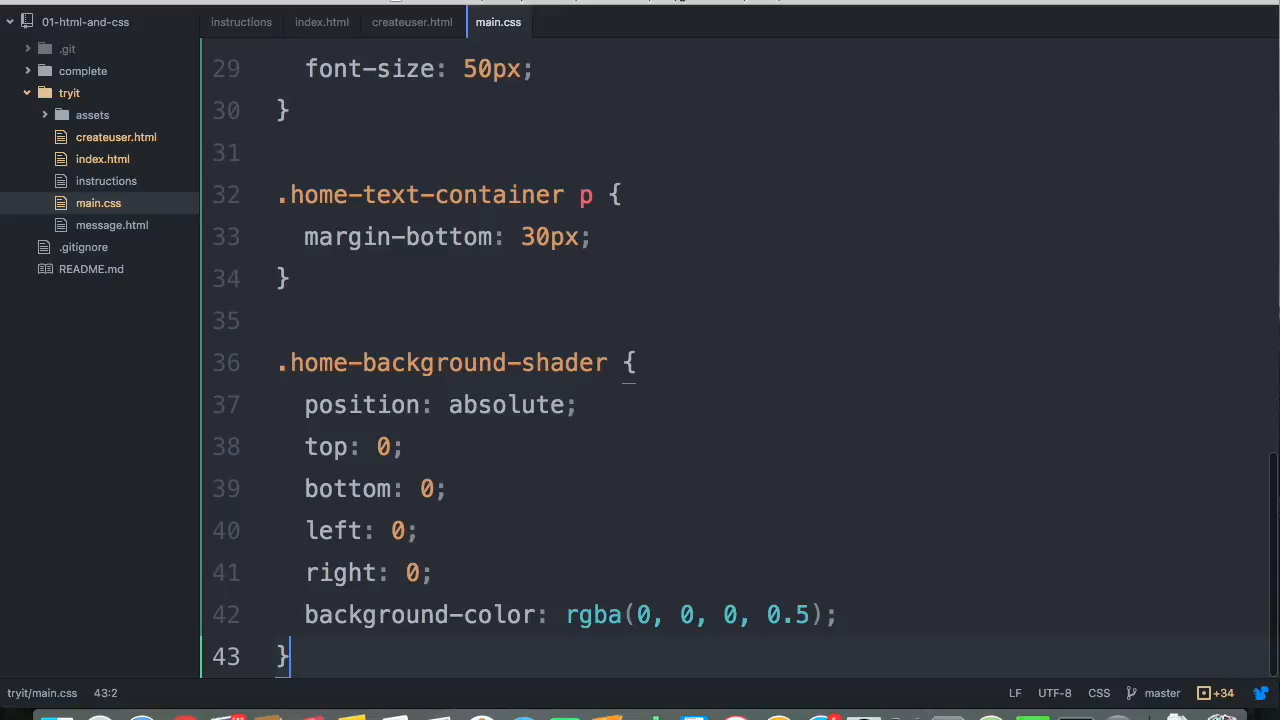 01-html-and-css
.git
complete
tryit
assets
createuser.html
index.html
instructions
main.css
message.html
.gitignore
README.md
instructions index.html createuser.html main.css
29 font-size: 50px;
30 }
31
32 .home-text-container p {
33 margin-bottom: 30px;
34 }
35
36 .home-background-shader {
37 position: absolute;
38 top: 0;
39 bottom: 0;
40 left: 0;
41 right: 0;
42 background-color: rgba(0, 0, 0, 0.5);
43 }
tryit/main.css 43:2 LF UTF-8 CSS master +34